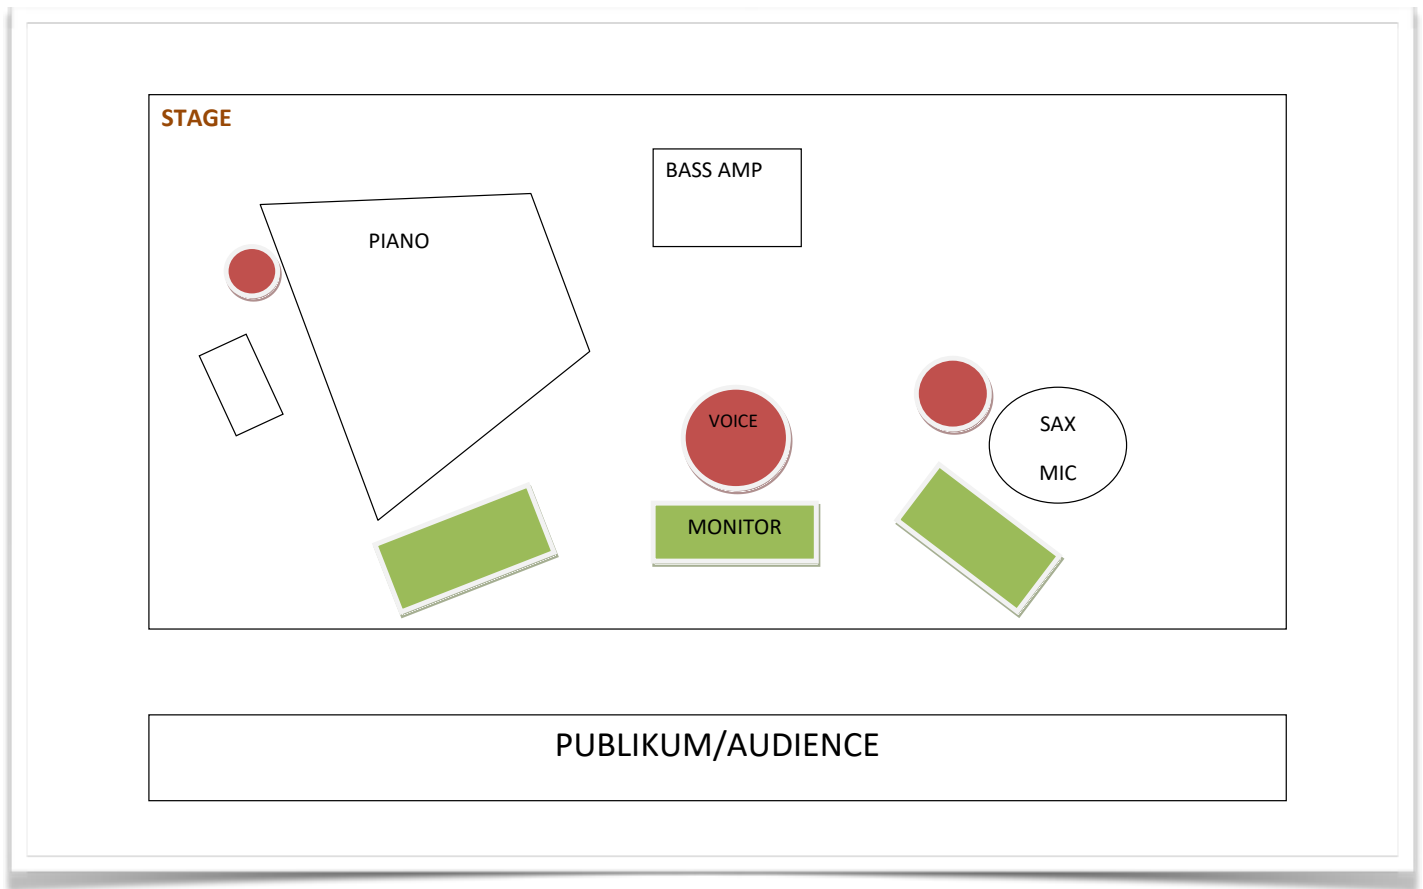 STAGE
BASS AMP
PIANO
VOICE
SAX
MIC
MONITOR
PUBLIKUM/AUDIENCE